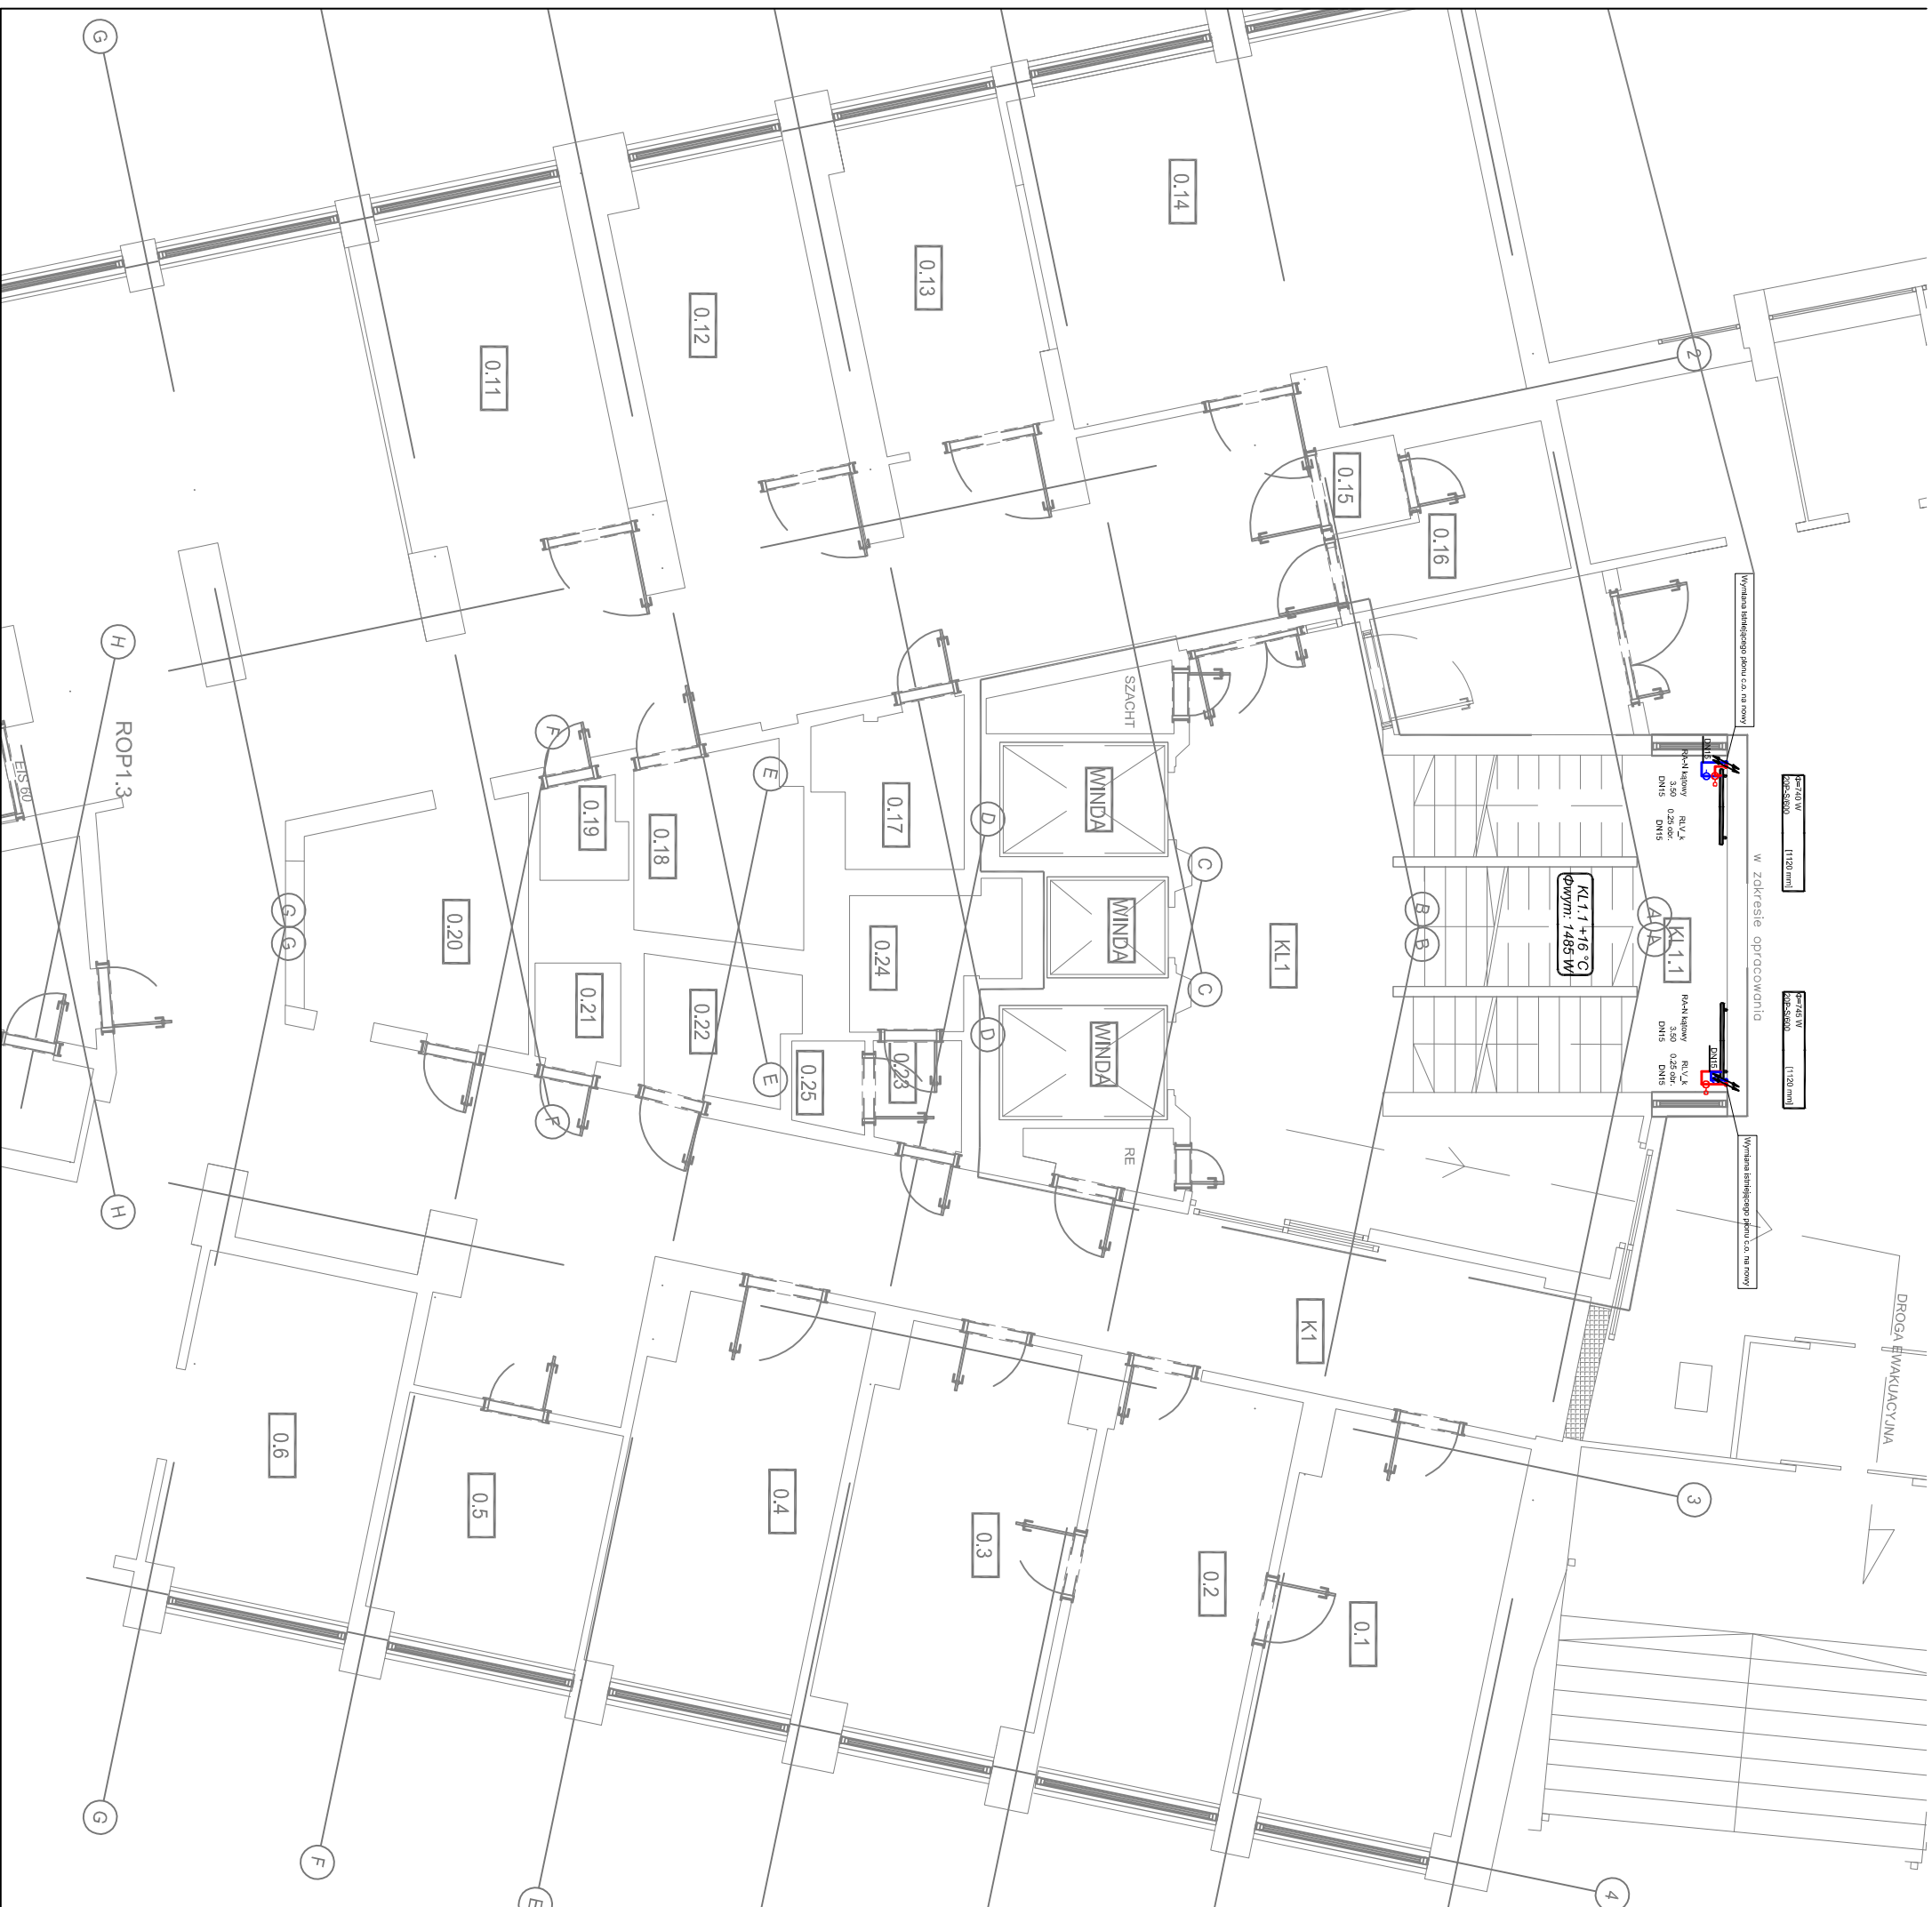 G
2
0.14
0.13
0.12
0.11
0.15
0.16
Wymiana istniejącego pionu c.o. na nowy
H
ROP1.3
EIS 60
SZACHT
F
E
0.19
0.18
0.17
D
WINDA
C
DN15
RA-N kątowy
3.50
DN15
RLV_k
0.25 obr.
DN15
Φ=740 W
20P-S/600
[1120 mm]
w zakresie opracowania
G
G
0.20
0.21
0.22
0.24
WINDA
KL1
B
B
KL1.1 +16 °C
Φwym: 1485 W
A
A
KL1.1
D
C
WINDA
0.23
0.25
E
F
RE
RA-N kątowy
3.50
DN15
RLV_k
0.25 obr.
DN15
DN15
Φ=745 W
20P-S/600
[1120 mm]
Wymiana istniejącego pionu c.o. na nowy
H
K1
DROGA EWAKUACYJNA
0.6
0.5
0.4
0.3
0.2
0.1
3
G
F
E
4